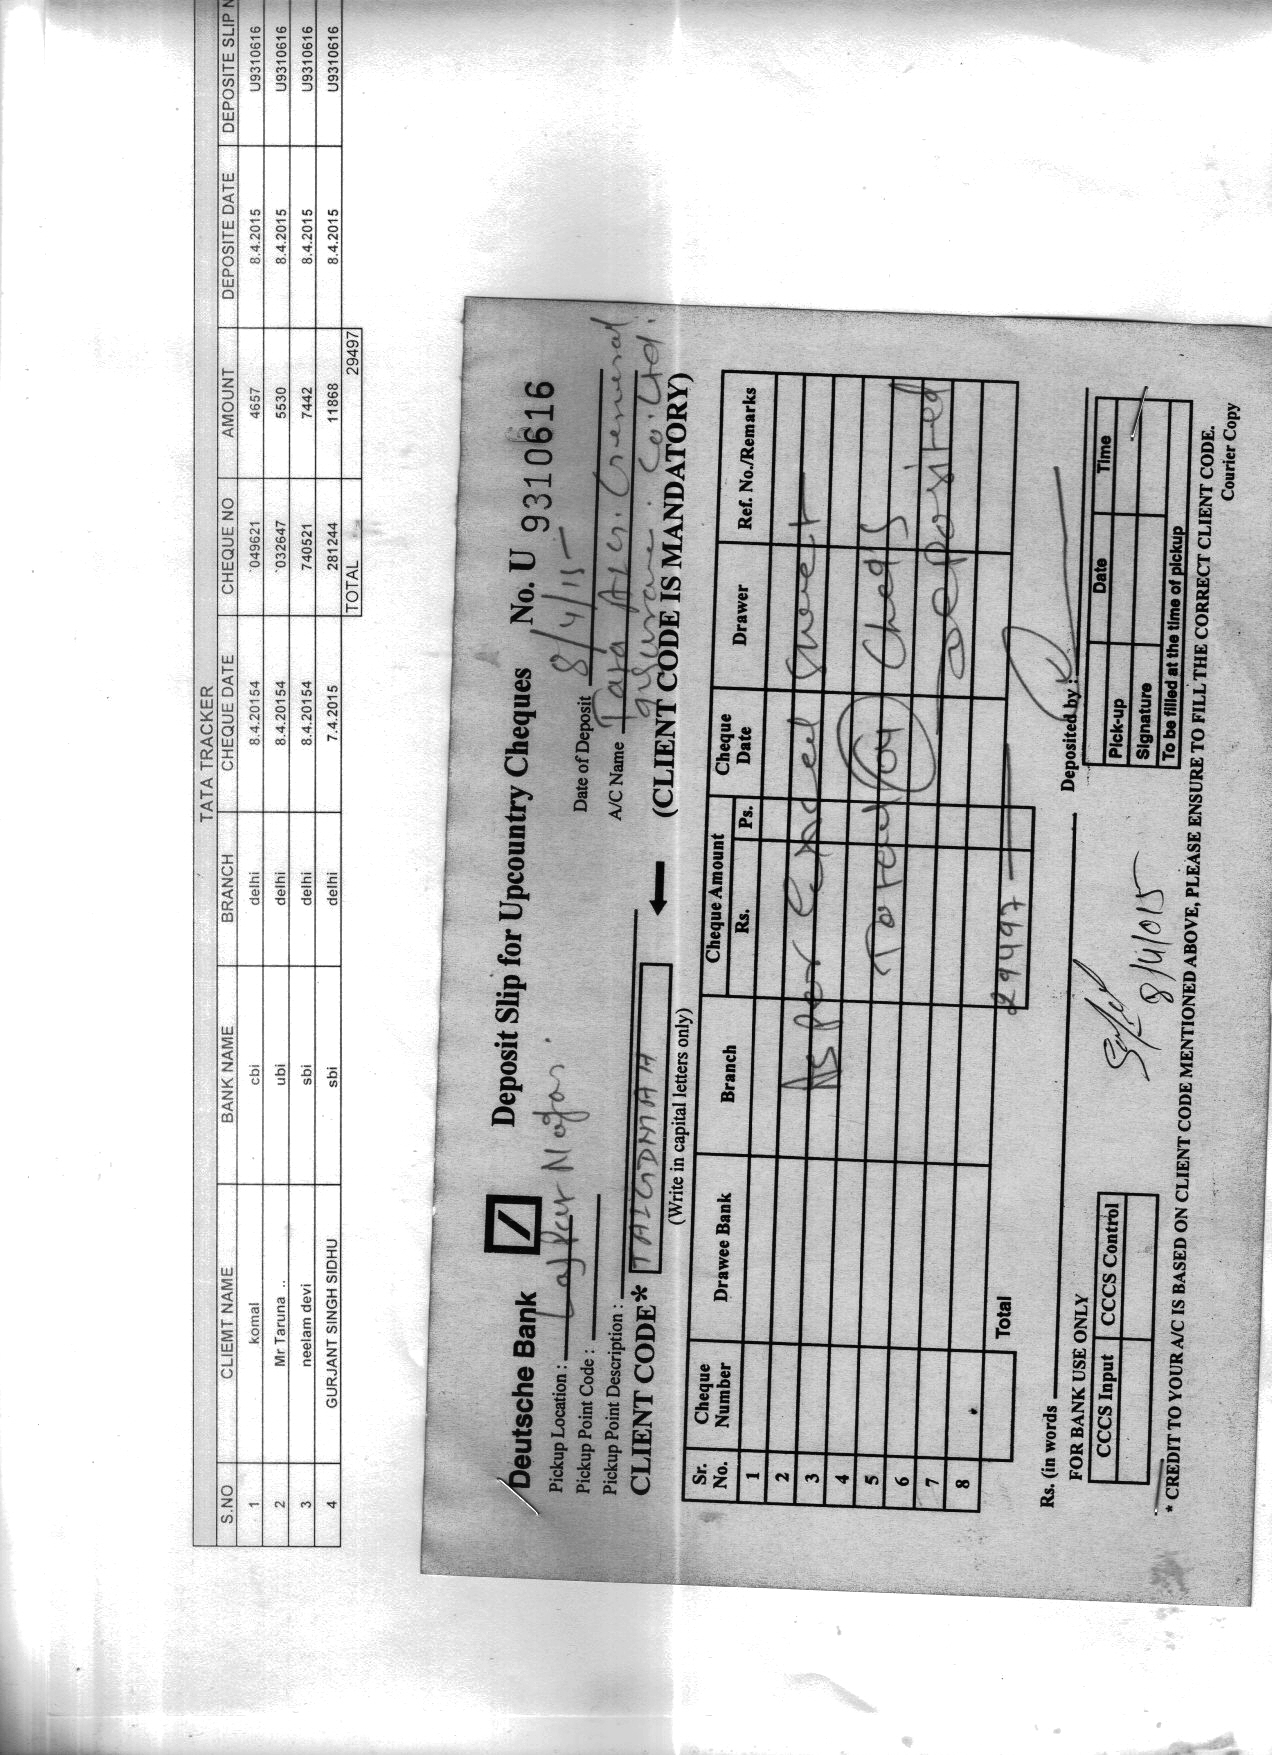 TATA TRACKER
S.NO CLIEMT NAME BANK NAME BRANCH CHEQUE DATE CHEQUE NO AMOUNT DEPOSITE DATE DEPOSITE SLIP N
1 komal cbi delhi 8.4.20154 `049621 4657 8.4.2015 U9310616
2 Mr Taruna .. ubi delhi 8.4.20154 `032647 5530 8.4.2015 U9310616
3 neelam devi sbi delhi 8.4.20154 740521 7442 8.4.2015 U9310616
4 GURJANT SINGH SIDHU sbi delhi 7.4.2015 281244 11868 8.4.2015 U9310616
TOTAL 29497
Deutsche Bank Deposit Slip for Upcountry Cheques No. U 9310616
Pickup Location : Lajpat Nagar. Date of Deposit 8/4/15
Pickup Point Code : A/C Name Tata AIG. General
Pickup Point Description : Insurance. Co. Ltd.
CLIENT CODE* TAIGDMAH (CLIENT CODE IS MANDATORY)
(Write in capital letters only)
Sr. No. Cheque Number Drawee Bank Branch Cheque Amount Rs. Ps. Cheque Date Drawer Ref. No./Remarks
1
2
3 As per Excel Sheet
4
5
6 Total 04 Cheq's
7
8 deposited
Total 29497
Rs. (in words Deposited by :
FOR BANK USE ONLY
CCCS Input CCCS Control
8/4/015
Pick-up Date Time
Signature
To be filled at the time of pickup
* CREDIT TO YOUR A/C IS BASED ON CLIENT CODE MENTIONED ABOVE, PLEASE ENSURE TO FILL THE CORRECT CLIENT CODE.
Courier Copy